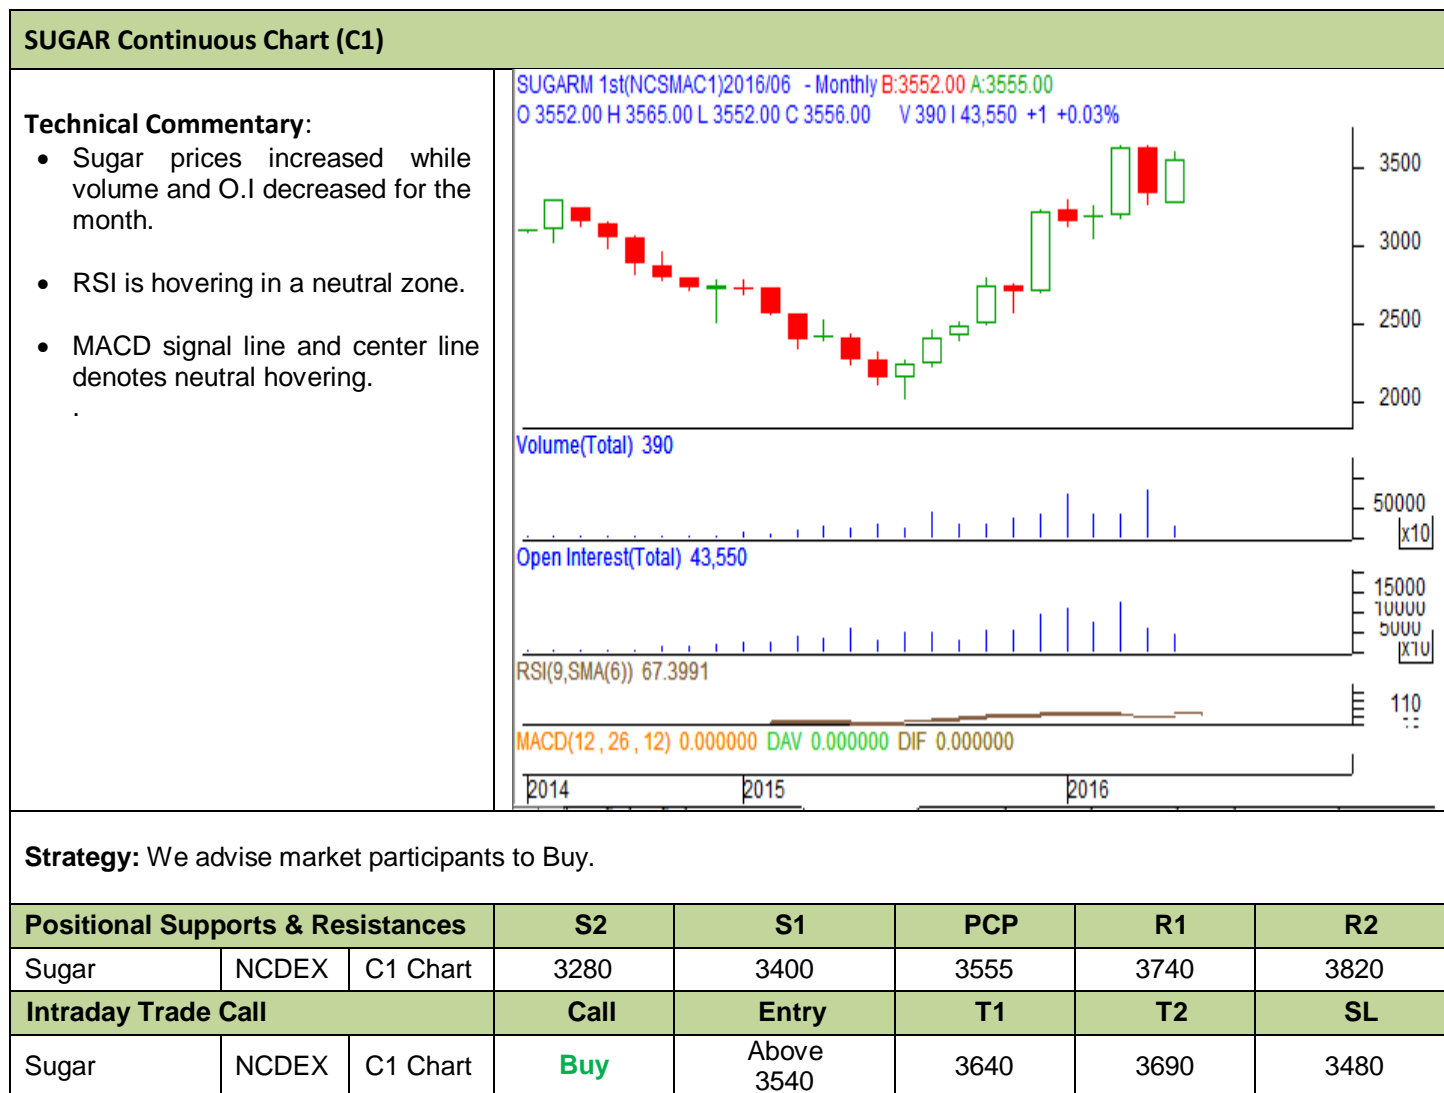 SUGAR Continuous Chart (C1)
Technical Commentary:
• Sugar prices increased while
volume and O.I decreased for the
month.
• RSI is hovering in a neutral zone.
• MACD signal line and center line
denotes neutral hovering.
.
SUGARM 1st(NCSMAC1)2016/06 - Monthly B:3552.00 A:3555.00
O 3552.00 H 3565.00 L 3552.00 C 3556.00 V 390 I 43,550 +1 +0.03%
3500
3000
2500
2000
Volume(Total) 390
50000
x10
Open Interest(Total) 43,550
15000
10000
5000
x10
RSI(9,SMA(6)) 67.3991
110
MACD(12 , 26 , 12) 0.000000 DAV 0.000000 DIF 0.000000
2014 2015 2016
Strategy: We advise market participants to Buy.
Positional Supports & Resistances S2 S1 PCP R1 R2
Sugar NCDEX C1 Chart 3280 3400 3555 3740 3820
Intraday Trade Call Call Entry T1 T2 SL
Sugar NCDEX C1 Chart Buy Above 3540 3640 3690 3480